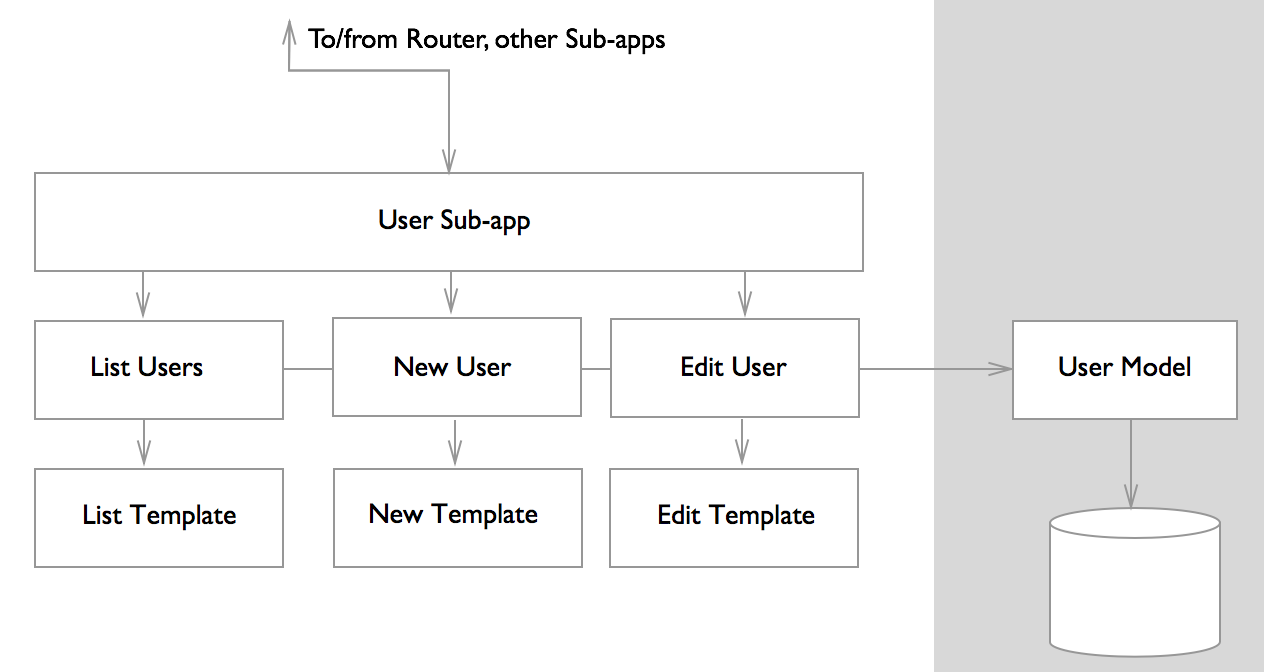 To/from Router, other Sub-apps
User Sub-app
List Users
New User
Edit User
User Model
List Template
New Template
Edit Template